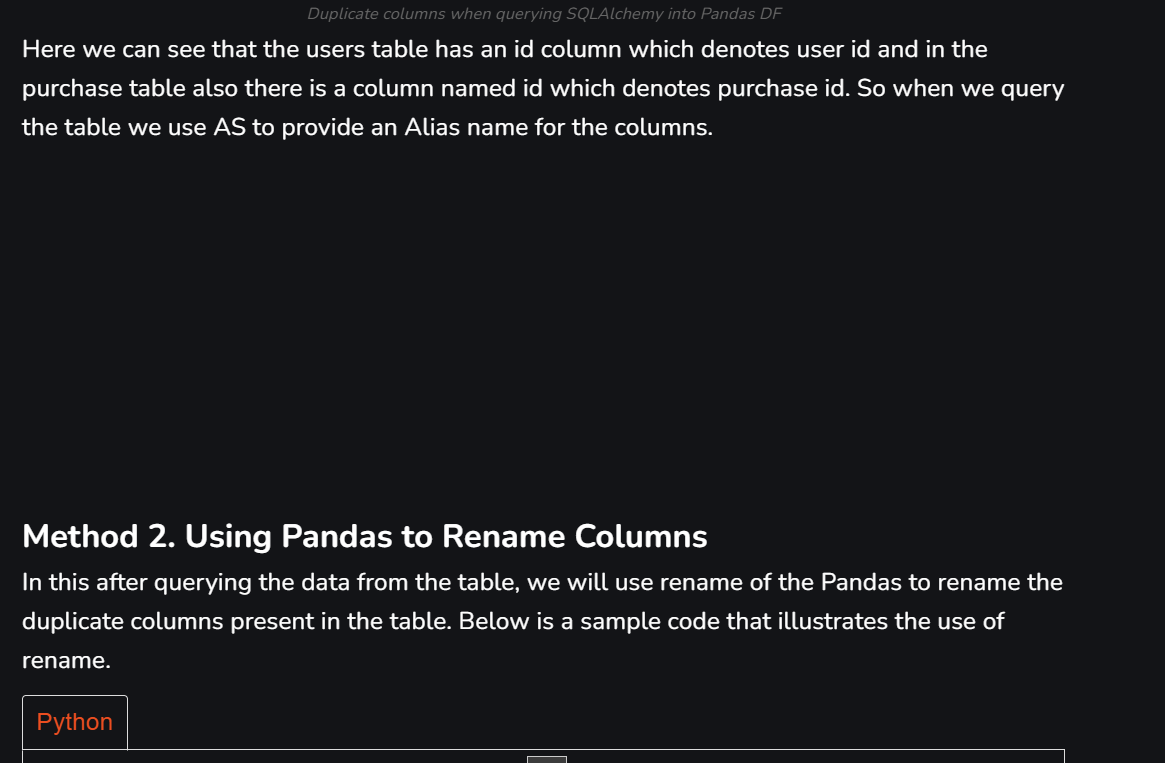 Duplicate columns when querying SQLAlchemy into Pandas DF
Here we can see that the users table has an id column which denotes user id and in the
purchase table also there is a column named id which denotes purchase id. So when we query
the table we use AS to provide an Alias name for the columns.
Method 2. Using Pandas to Rename Columns
In this after querying the data from the table, we will use rename of the Pandas to rename the
duplicate columns present in the table. Below is a sample code that illustrates the use of
rename.
Python